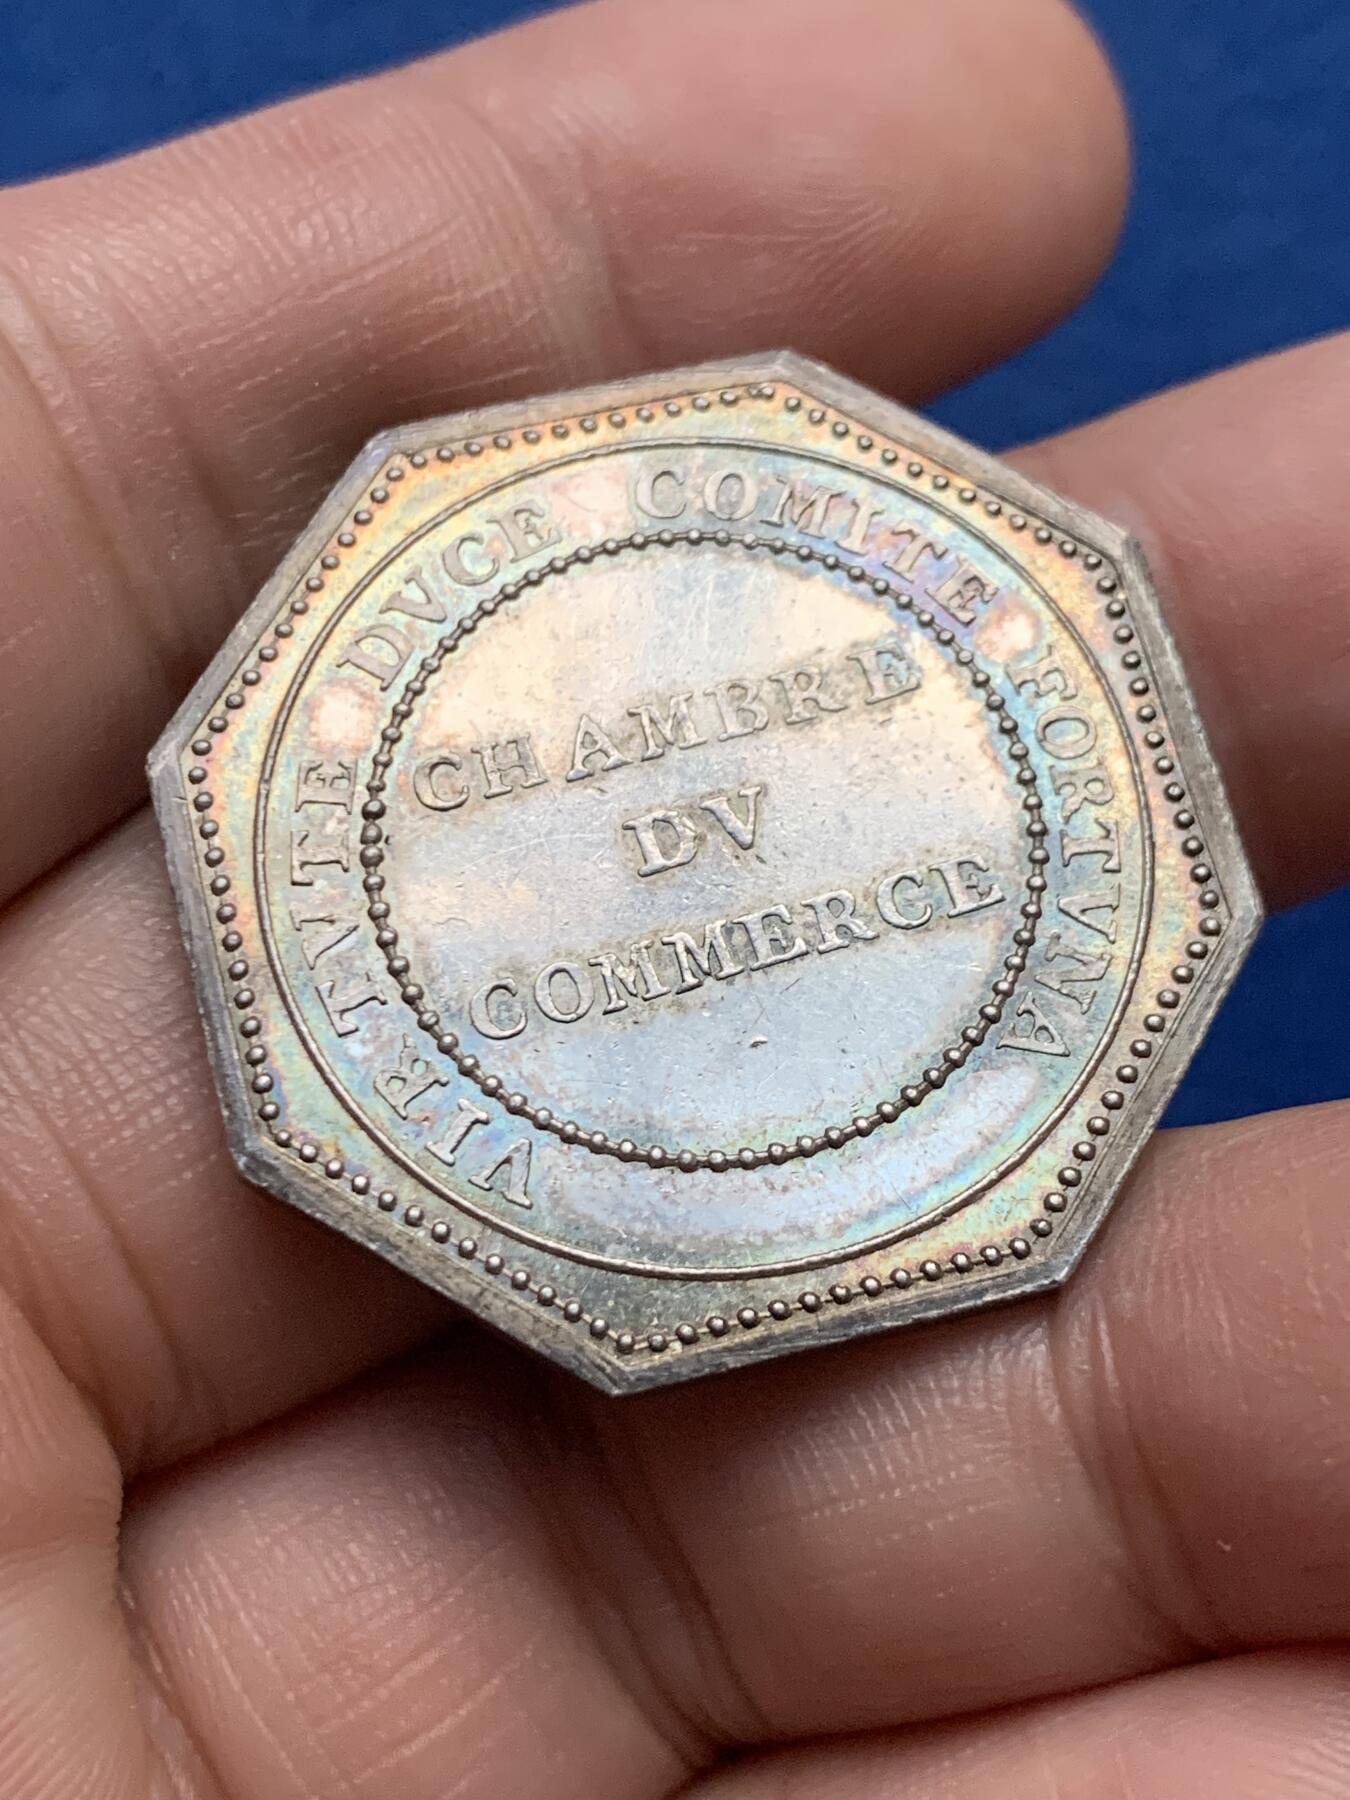 VIRTVTE DVCE COMITE FORTVNA
CHAMBRE
DV
COMMERCE